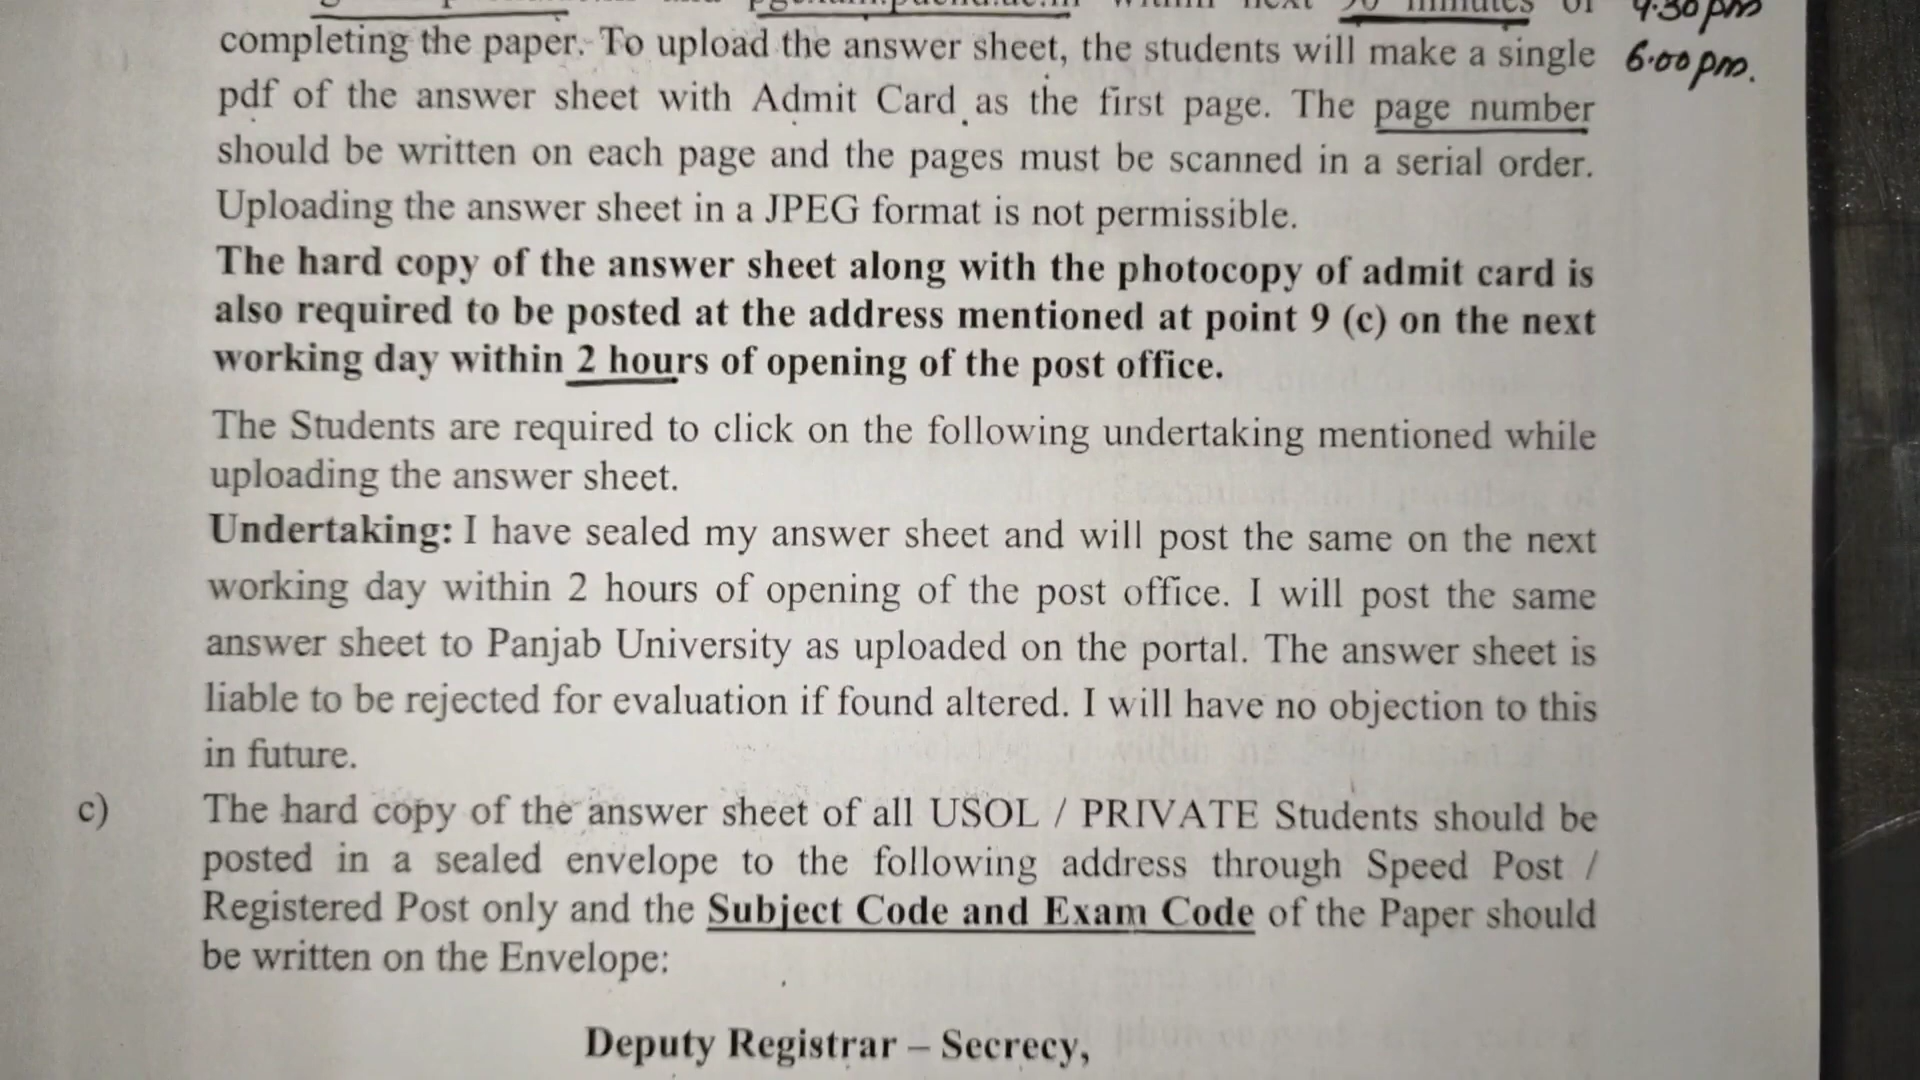 within next 90 minutes of 4.30pm
completing the paper. To upload the answer sheet, the students will make a single 6.00pm.
pdf of the answer sheet with Admit Card as the first page. The page number
should be written on each page and the pages must be scanned in a serial order.
Uploading the answer sheet in a JPEG format is not permissible.
The hard copy of the answer sheet along with the photocopy of admit card is
also required to be posted at the address mentioned at point 9 (c) on the next
working day within 2 hours of opening of the post office.
The Students are required to click on the following undertaking mentioned while
uploading the answer sheet.
Undertaking: I have sealed my answer sheet and will post the same on the next
working day within 2 hours of opening of the post office. I will post the same
answer sheet to Panjab University as uploaded on the portal. The answer sheet is
liable to be rejected for evaluation if found altered. I will have no objection to this
in future.
c) The hard copy of the answer sheet of all USOL / PRIVATE Students should be
posted in a sealed envelope to the following address through Speed Post /
Registered Post only and the Subject Code and Exam Code of the Paper should
be written on the Envelope:
Deputy Registrar – Secrecy,